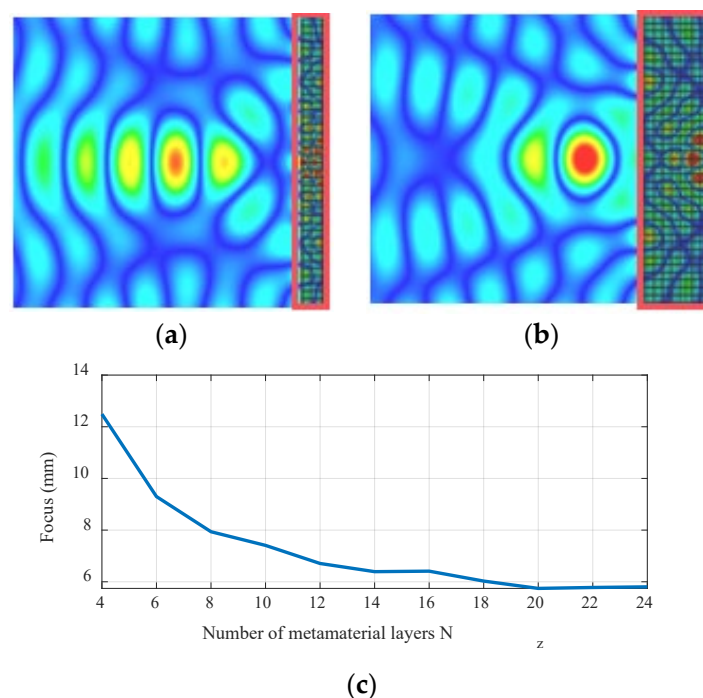 (a)
(b)
14
12
10
8
6
Focus (mm)
4 6 8 10 12 14 16 18 20 22 24
Number of metamaterial layers N
z
(c)